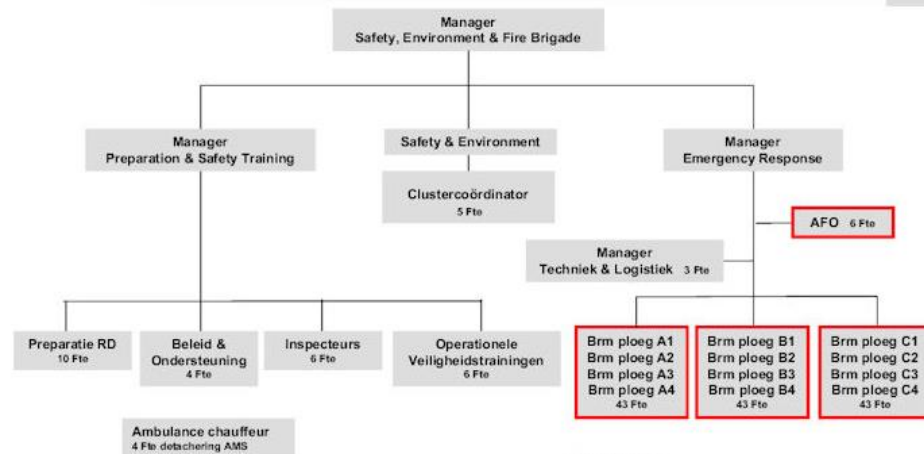 Manager
Safety, Environment & Fire Brigade
Manager
Preparation & Safety Training
Safety & Environment
Manager
Emergency Response
Clustercoördinator
5 Fte
AFO 6 Fte
Manager
Techniek & Logistiek 3 Fte
Preparatie RD
10 Fte
Beleid &
Ondersteuning
4 Fte
Inspecteurs
6 Fte
Operationele
Veiligheidstrainingen
6 Fte
Brm ploeg A1
Brm ploeg A2
Brm ploeg A3
Brm ploeg A4
43 Fte
Brm ploeg B1
Brm ploeg B2
Brm ploeg B3
Brm ploeg B4
43 Fte
Brm ploeg C1
Brm ploeg C2
Brm ploeg C3
Brm ploeg C4
43 Fte
Ambulance chauffeur
4 Fte detachering AMS